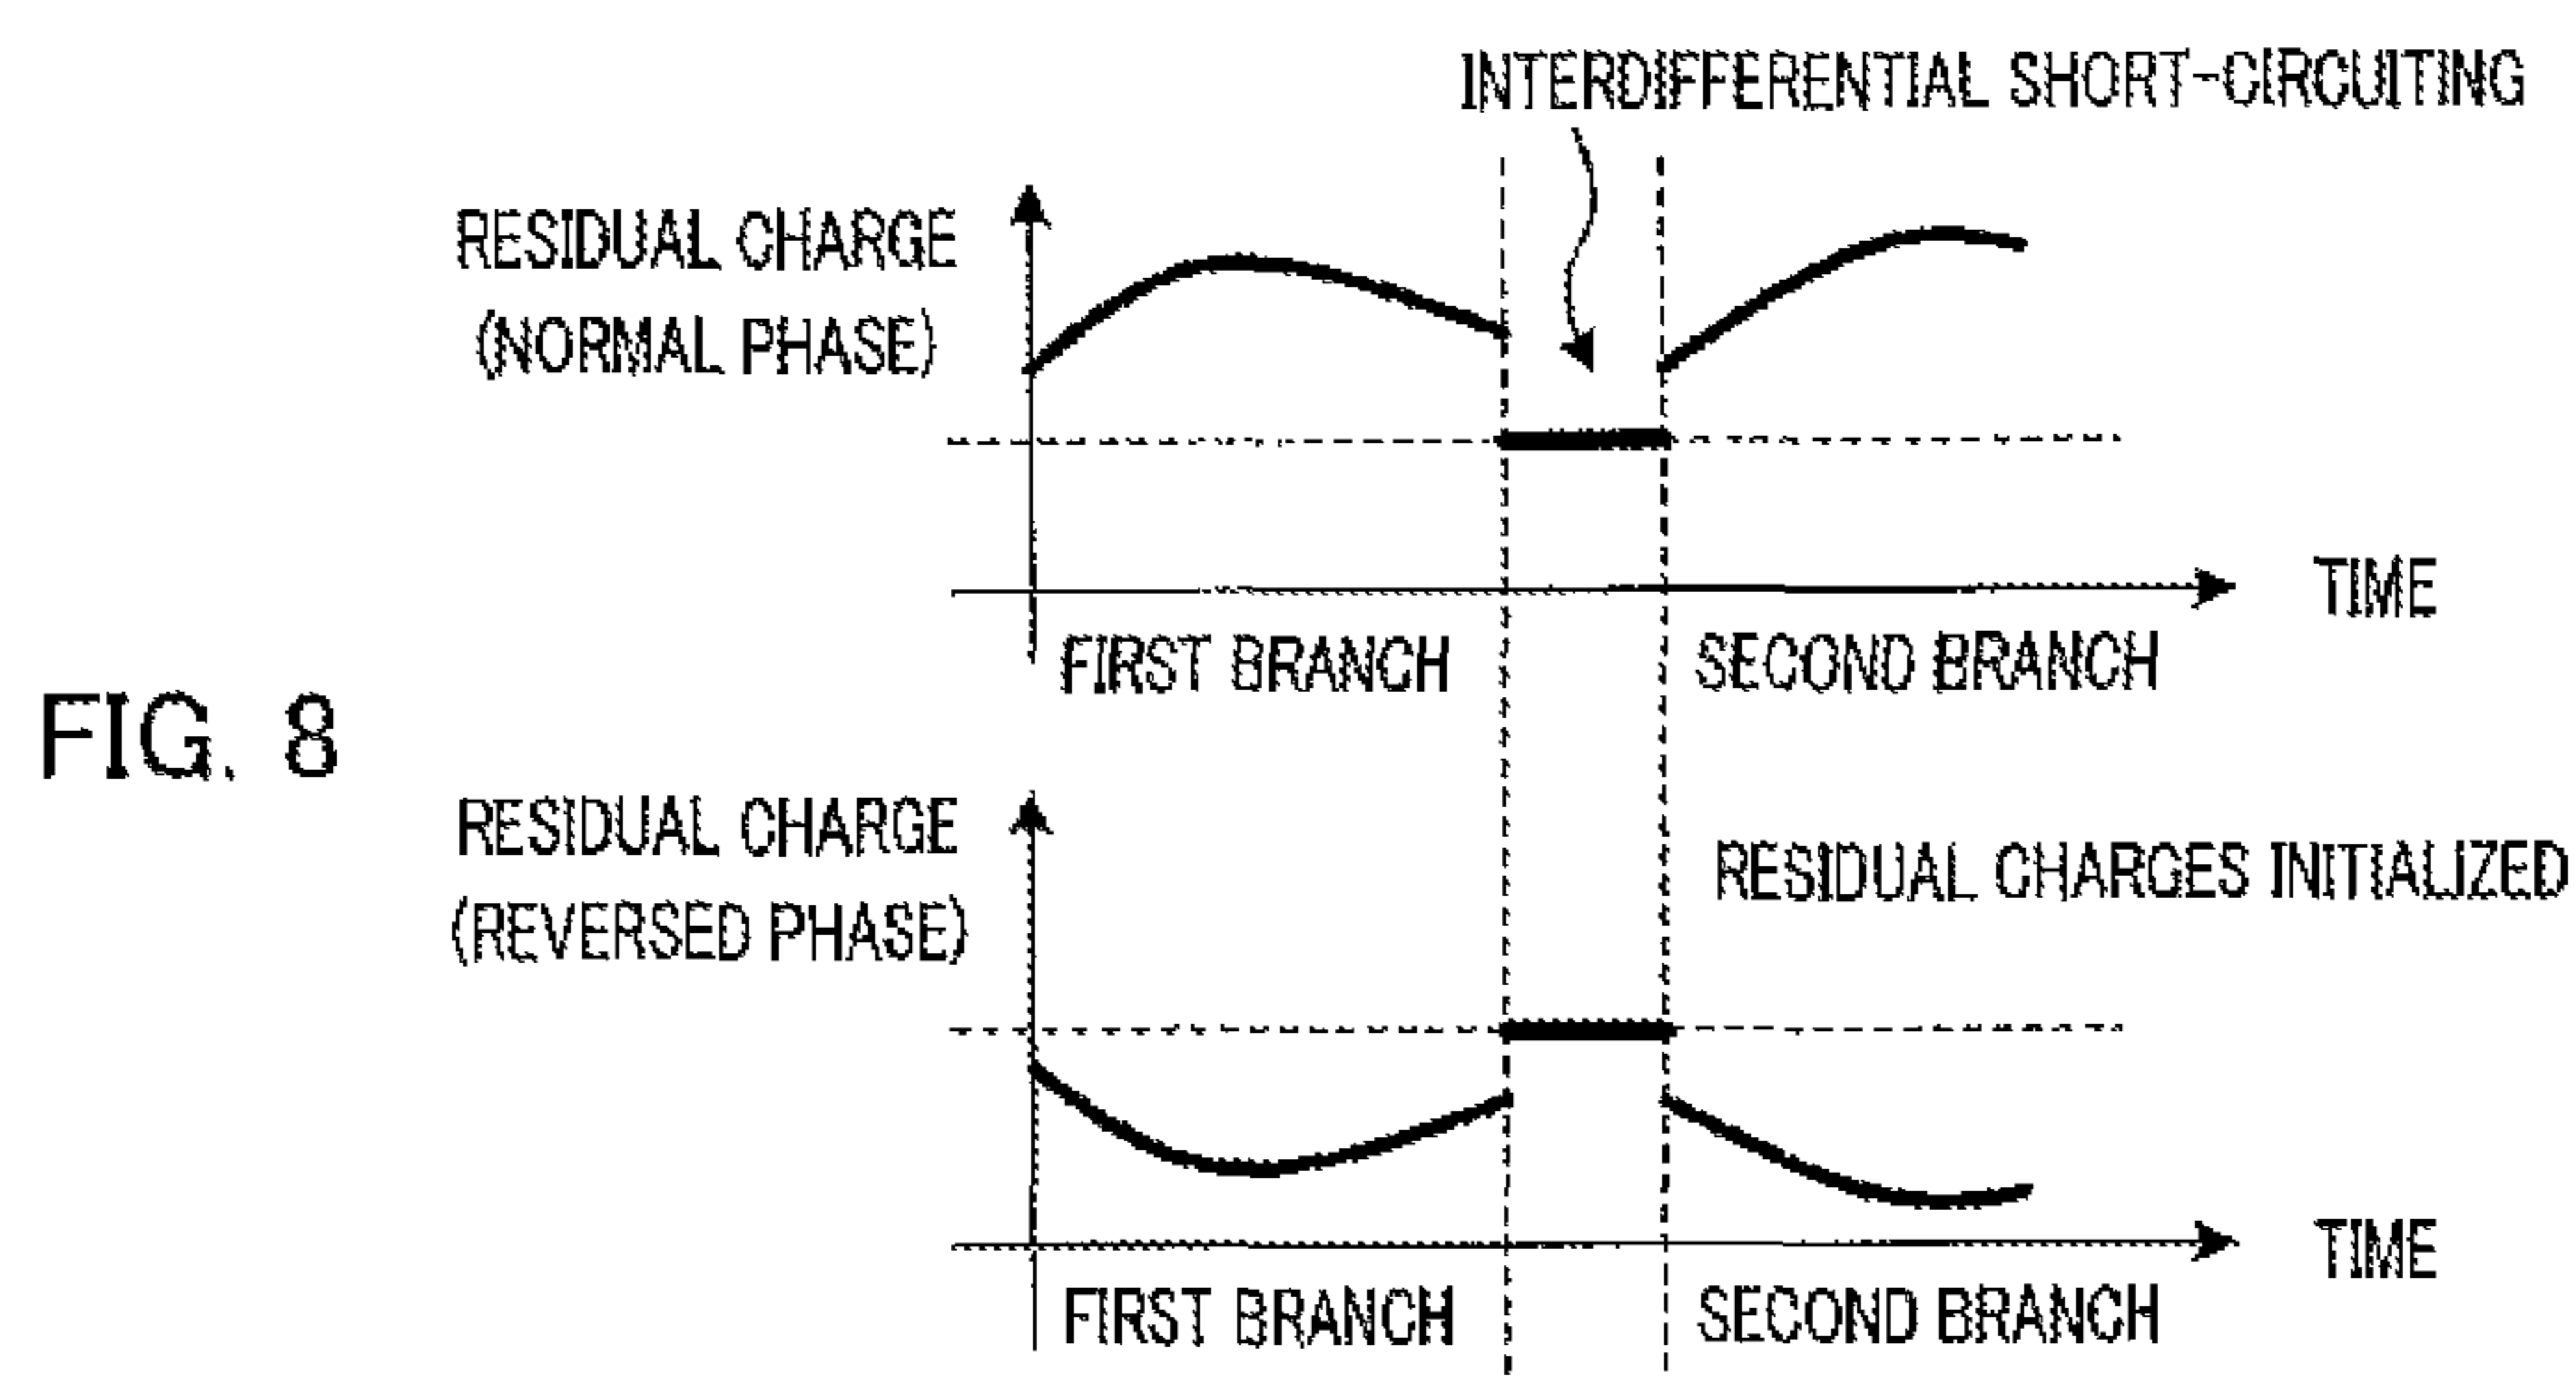 INTERDIFFERENTIAL SHORT-CIRCUITING
RESIDUAL CHARGE
(NORMAL PHASE)
TIME
FIRST BRANCH
SECOND BRANCH
FIG. 8
RESIDUAL CHARGE
(REVERSED PHASE)
RESIDUAL CHARGES INITIALIZED
TIME
FIRST BRANCH
SECOND BRANCH